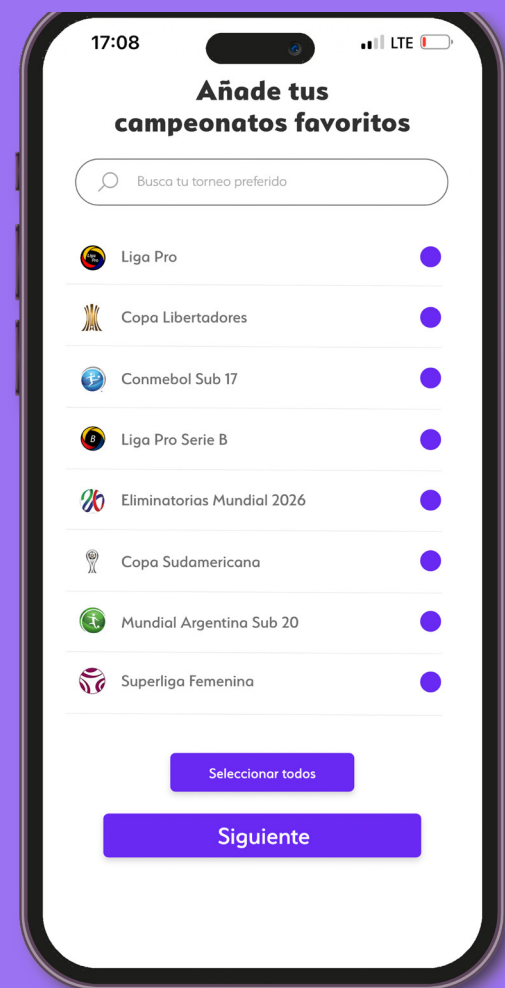 17:08
LTE
Añade tus
campeonatos favoritos
Busca tu torneo preferido
Liga Pro
Copa Libertadores
Conmebol Sub 17
B
Liga Pro Serie B
26
Eliminatorias Mundial 2026
Copa Sudamericana
Mundial Argentina Sub 20
Superliga Femenina
Seleccionar todos
Siguiente